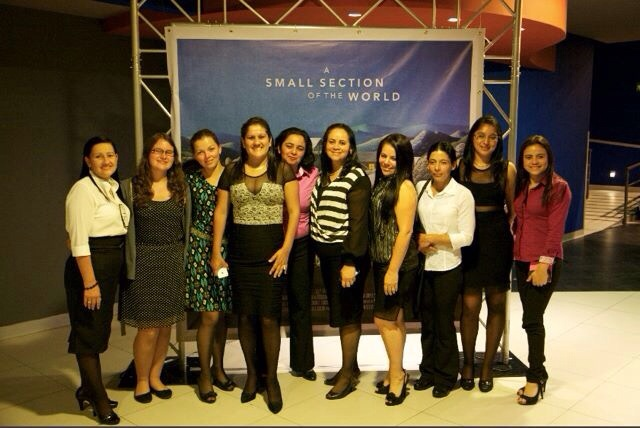 A
SMALL SECTION
OF THE WORLD